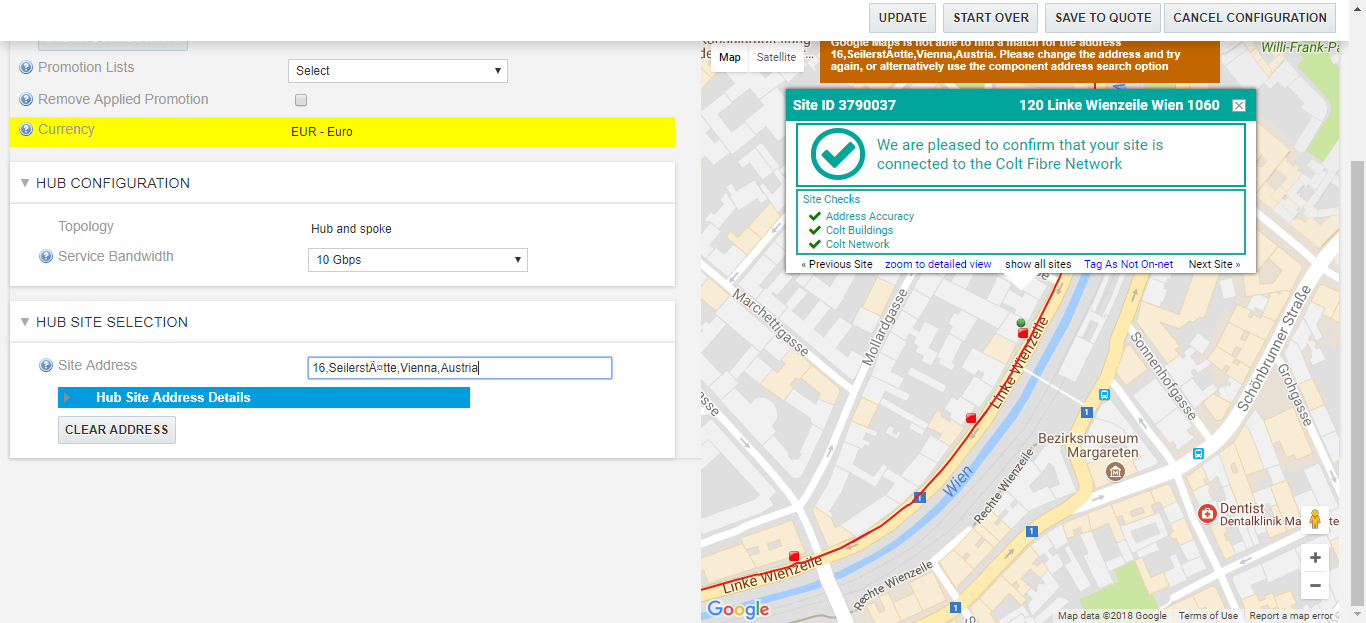 UPDATE
START OVER
SAVE TO QUOTE
CANCEL CONFIGURATION
Promotion Lists
Select
Remove Applied Promotion
Currency
EUR - Euro
HUB CONFIGURATION
Topology
Hub and spoke
Service Bandwidth
10 Gbps
HUB SITE SELECTION
Site Address
16,SeilerstÃ¤tte,Vienna,Austria
Hub Site Address Details
CLEAR ADDRESS
Map
Satellite
Google Maps is not able to find a match for the address
16,SeilerstÃ¤tte,Vienna,Austria. Please change the address and try
again, or alternatively use the component address search option
Willi-Frank-Pa
Site ID 3790037
120 Linke Wienzeile Wien 1060
We are pleased to confirm that your site is
connected to the Colt Fibre Network
Site Checks
Address Accuracy
Colt Buildings
Colt Network
« Previous Site
zoom to detailed view
show all sites
Tag As Not On-net
Next Site »
Marchettigasse
Mollardgasse
Linke Wienzeile
Sonnenhofgasse
Schönbrunner Straße
Grohgasse
1
Bezirksmuseum
Margareten
Wien
Rechte Wienzeile
1
1
Dentist
Dentalklinik Ma
te
Linke Wienzeile
Rechte Wienzeile
1
Google
Map data ©2018 Google
Terms of Use
Report a map error